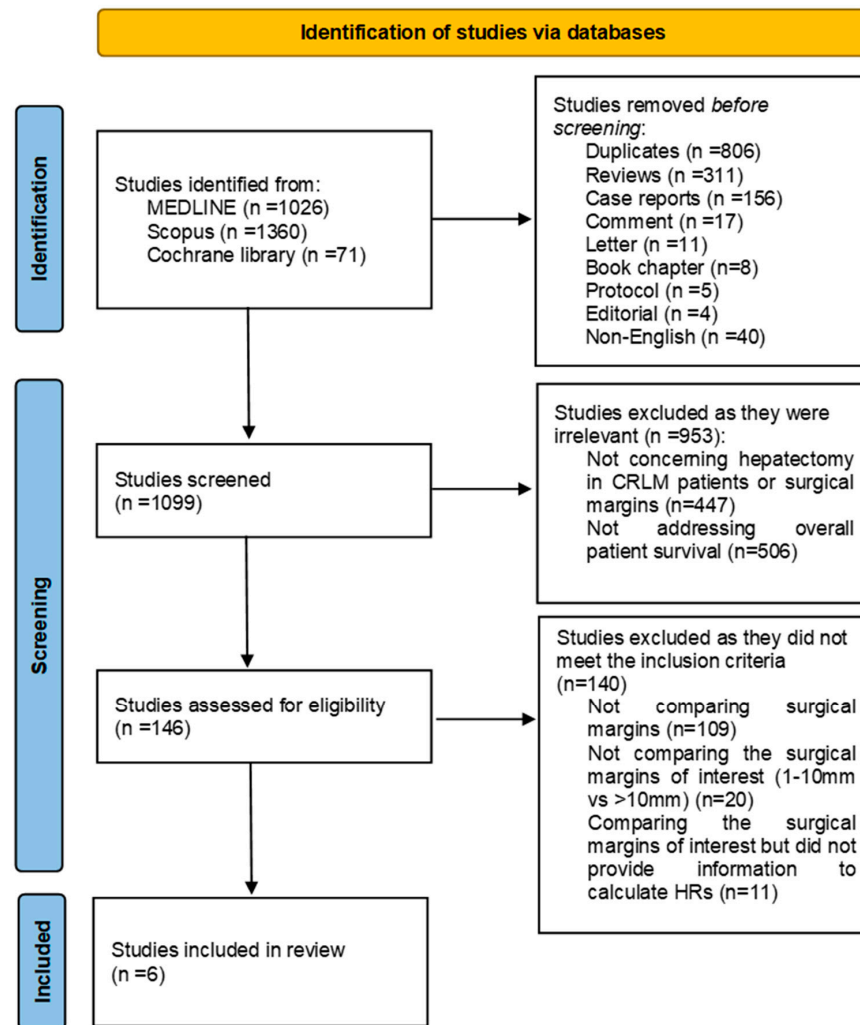 Identification of studies via databases
Identification
Studies identified from:
MEDLINE (n =1026)
Scopus (n =1360)
Cochrane library (n =71)
Studies removed before
screening:
Duplicates (n =806)
Reviews (n =311)
Case reports (n =156)
Comment (n =17)
Letter (n =11)
Book chapter (n=8)
Protocol (n =5)
Editorial (n =4)
Non-English (n =40)
Screening
Studies screened
(n =1099)
Studies excluded as they were
irrelevant (n =953):
Not concerning hepatectomy
in CRLM patients or surgical
margins (n=447)
Not addressing overall
patient survival (n=506)
Studies assessed for eligibility
(n =146)
Studies excluded as they did not
meet the inclusion criteria
(n=140)
Not comparing surgical
margins (n=109)
Not comparing the surgical
margins of interest (1-10mm
vs >10mm) (n=20)
Comparing the surgical
margins of interest but did not
provide information to
calculate HRs (n=11)
Included
Studies included in review
(n =6)